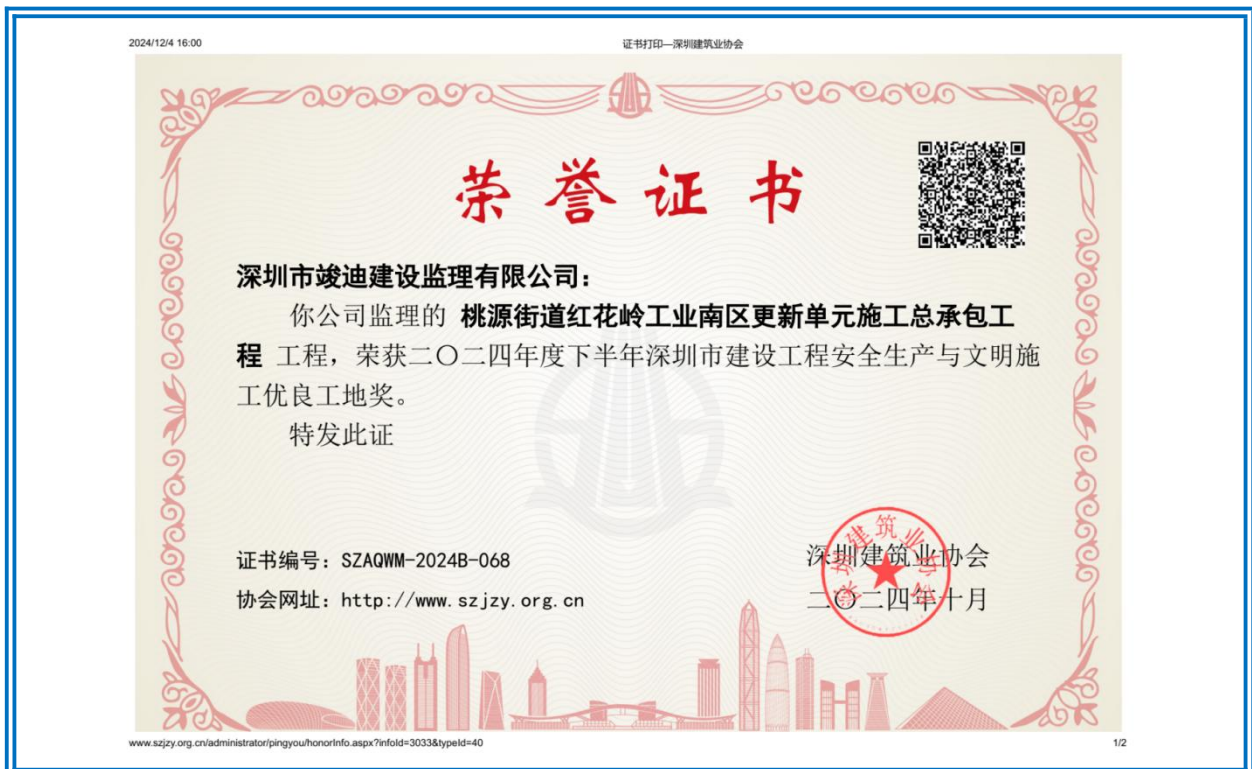 2024/12/4 16:00
证书打印—深圳建筑业协会
荣誉证书
深圳市竣迪建设监理有限公司：
你公司监理的 桃源街道红花岭工业南区更新单元施工总承包工
程 工程，荣获二〇二四年度下半年深圳市建设工程安全生产与文明施
工优良工地奖。
特发此证
证书编号：SZAQWM-2024B-068
深圳建筑业协会
协会网址：http://www.szjzy.org.cn
二〇二四年十月
深圳建筑业协会
www.szjzy.org.cn/administrator/pingyou/honorInfo.aspx?infoId=3033&typeId=40
1/2